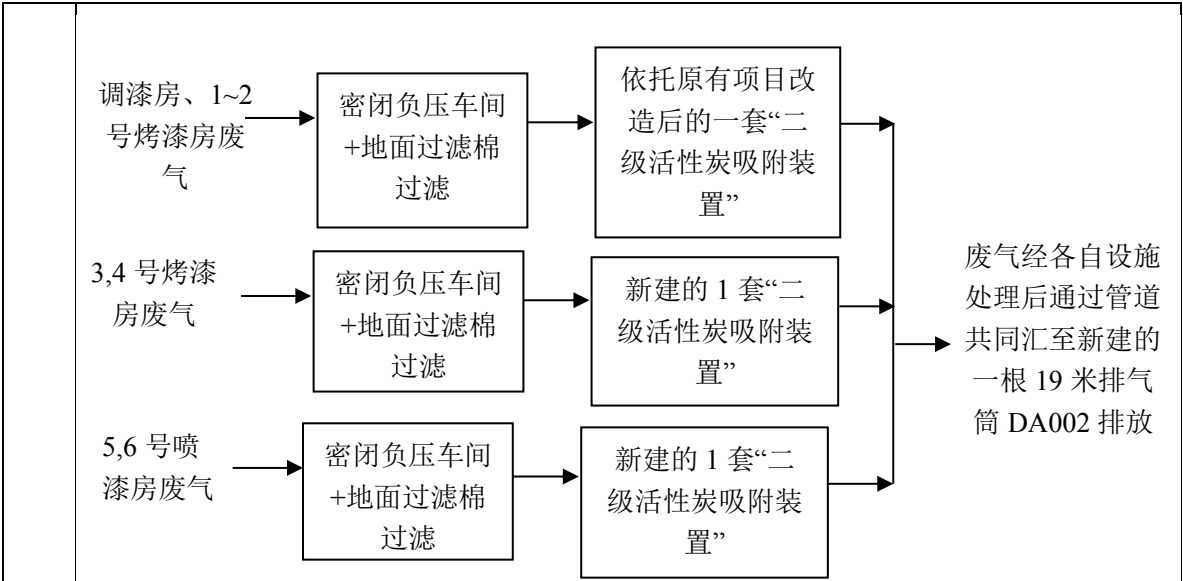 调漆房、1~2
号烤漆房废
气
密闭负压车间
+地面过滤棉
过滤
依托原有项目改
造后的一套“二
级活性炭吸附装
置”
3,4 号烤漆
房废气
密闭负压车间
+地面过滤棉
过滤
新建的 1 套“二
级活性炭吸附装
置”
5,6 号喷
漆房废气
密闭负压车间
+地面过滤棉
过滤
新建的 1 套“二
级活性炭吸附装
置”
废气经各自设施
处理后通过管道
共同汇至新建的
一根 19 米排气
筒 DA002 排放